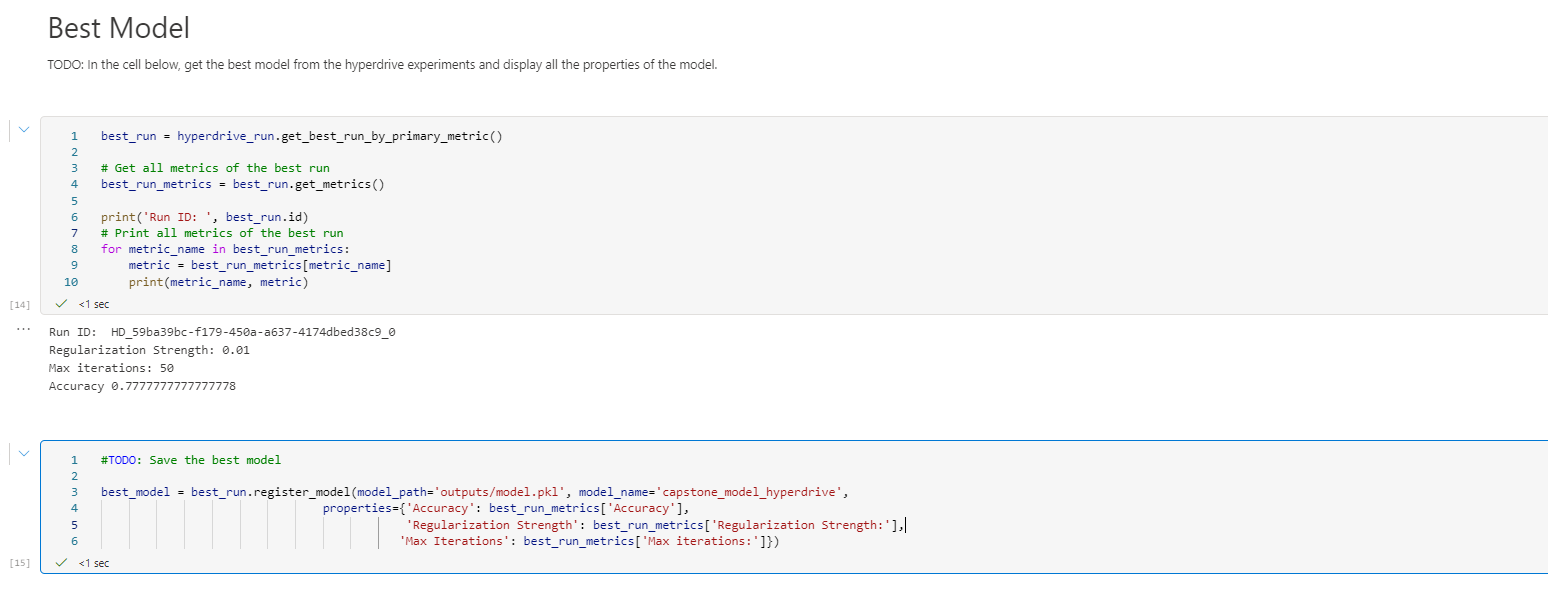 Best Model
TODO: In the cell below, get the best model from the hyperdrive experiments and display all the properties of the model.
1 best_run = hyperdrive_run.get_best_run_by_primary_metric()
2
3 # Get all metrics of the best run
4 best_run_metrics = best_run.get_metrics()
5
6 print('Run ID: ', best_run.id)
7 # Print all metrics of the best run
8 for metric_name in best_run_metrics:
9 metric = best_run_metrics[metric_name]
10 print(metric_name, metric)
[14] <1 sec
... Run ID:  HD_59ba39bc-f179-450a-a637-4174dbed38c9_0
Regularization Strength: 0.01
Max iterations: 50
Accuracy 0.7777777777777778
1 #TODO: Save the best model
2
3 best_model = best_run.register_model(model_path='outputs/model.pkl', model_name='capstone_model_hyperdrive',
4 properties={'Accuracy': best_run_metrics['Accuracy'],
5 'Regularization Strength': best_run_metrics['Regularization Strength:'],
6 'Max Iterations': best_run_metrics['Max iterations:']})
[15] <1 sec